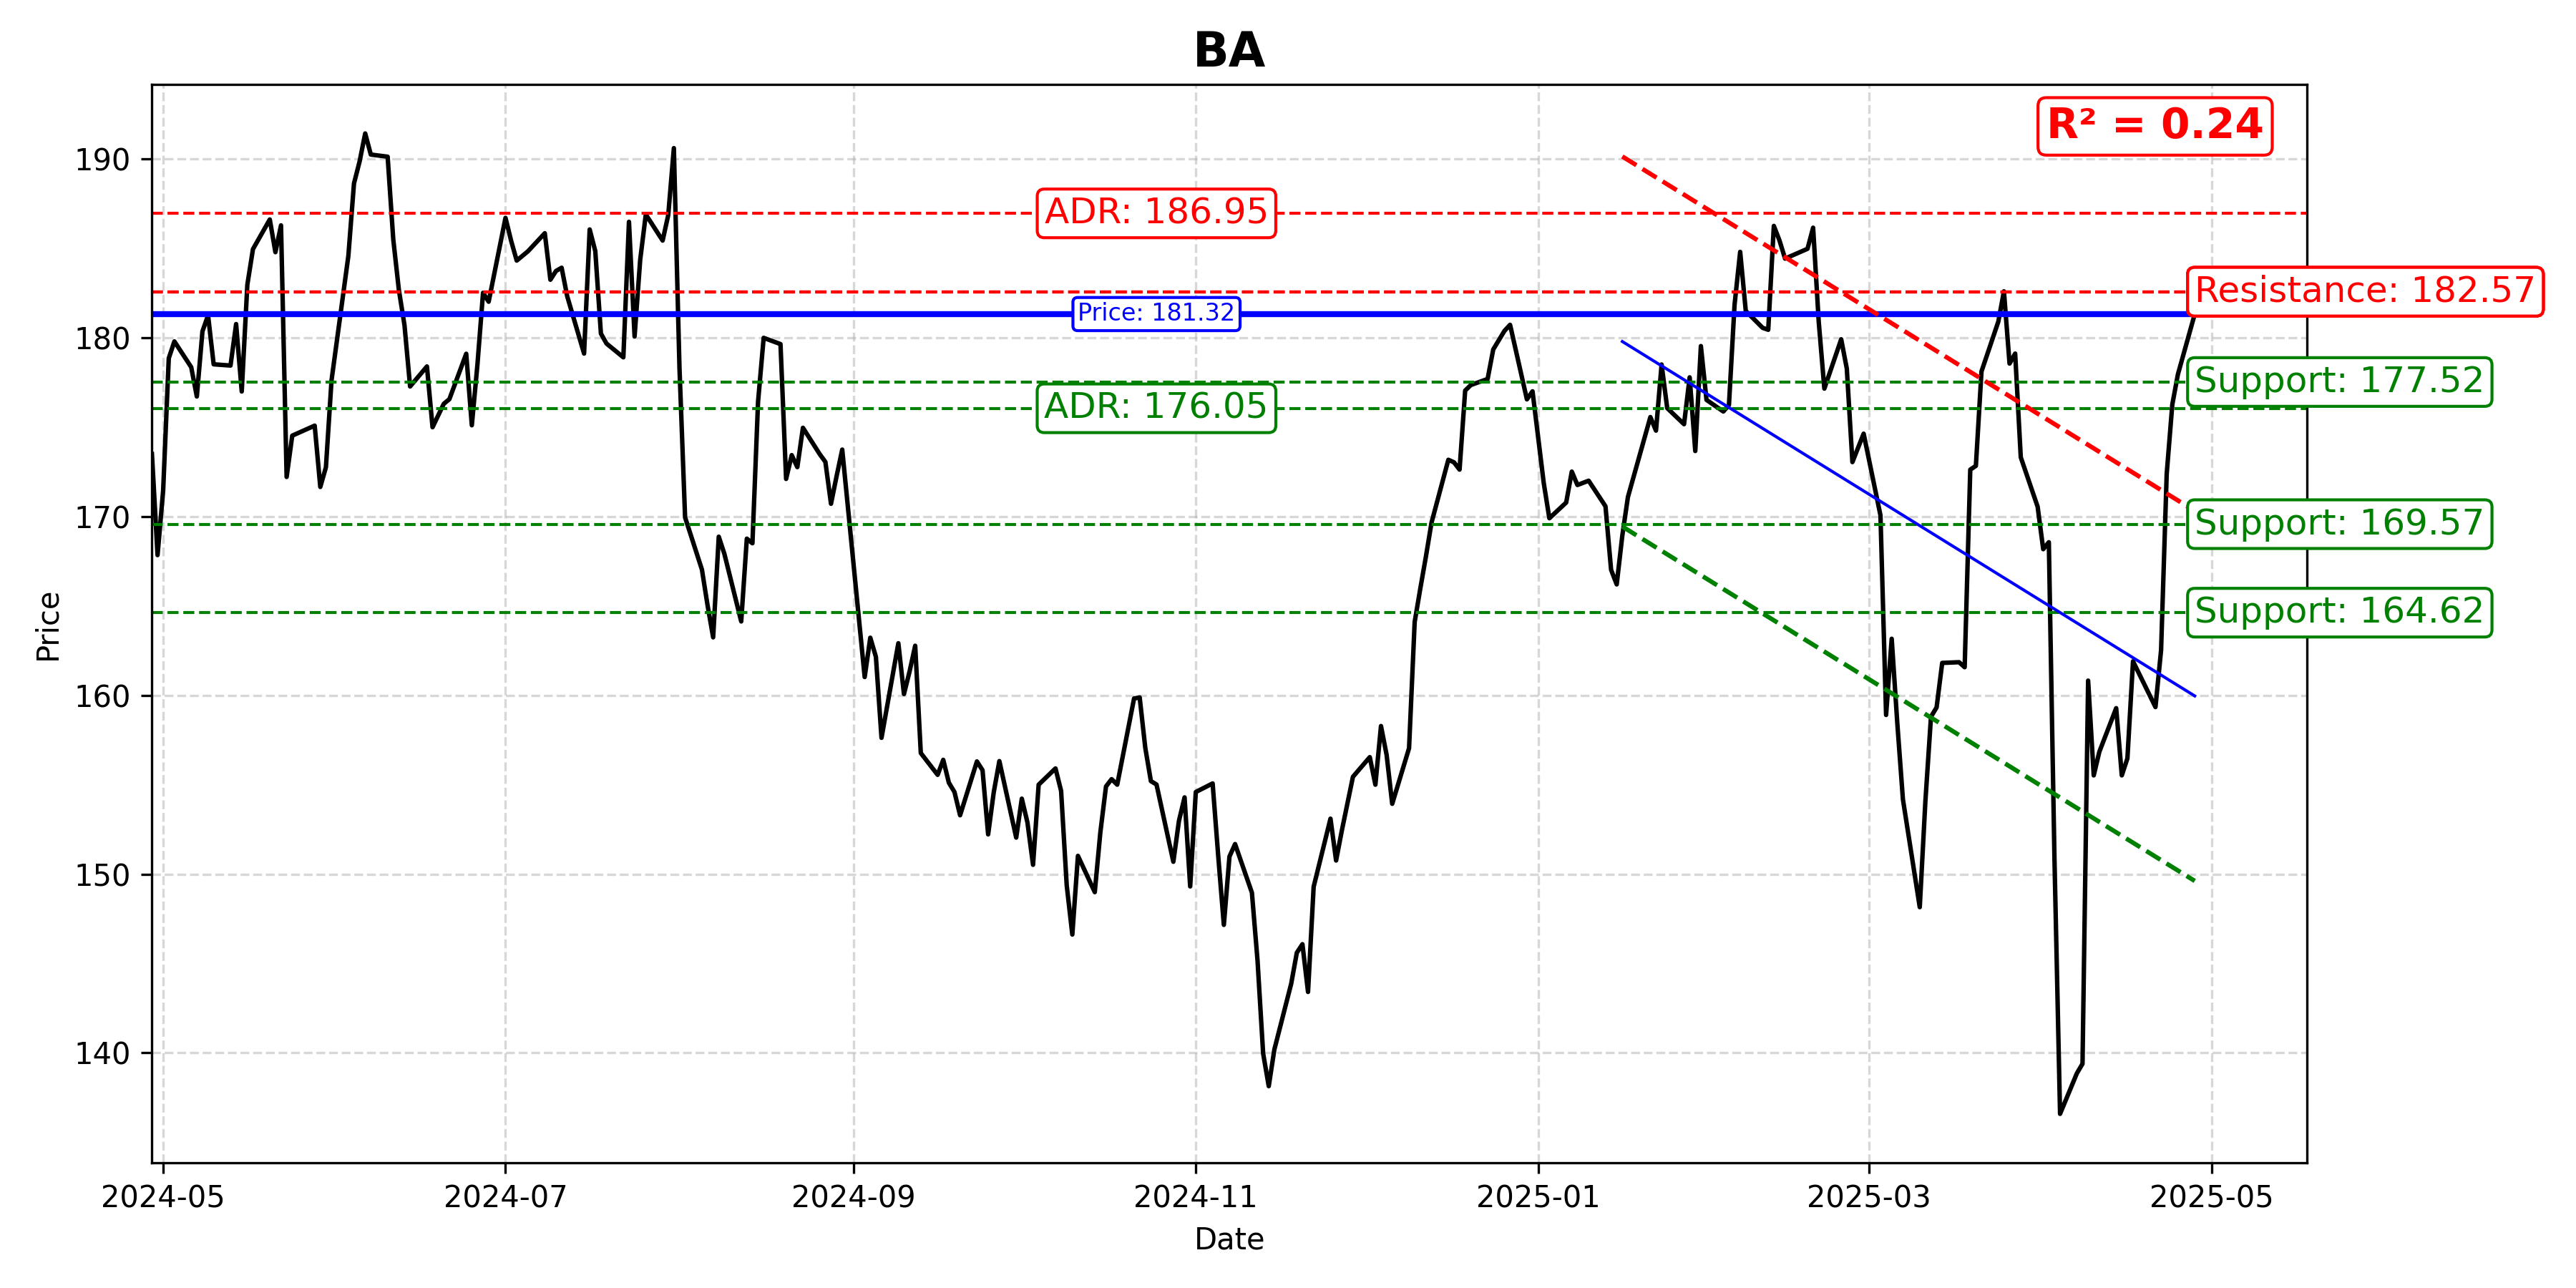 BA
R² = 0.24
190
ADR: 186.95
Resistance: 182.57
Price: 181.32
180
Support: 177.52
ADR: 176.05
170
Support: 169.57
Support: 164.62
Price
160
150
140
2024-05 2024-07 2024-09 2024-11 2025-01 2025-03 2025-05
Date